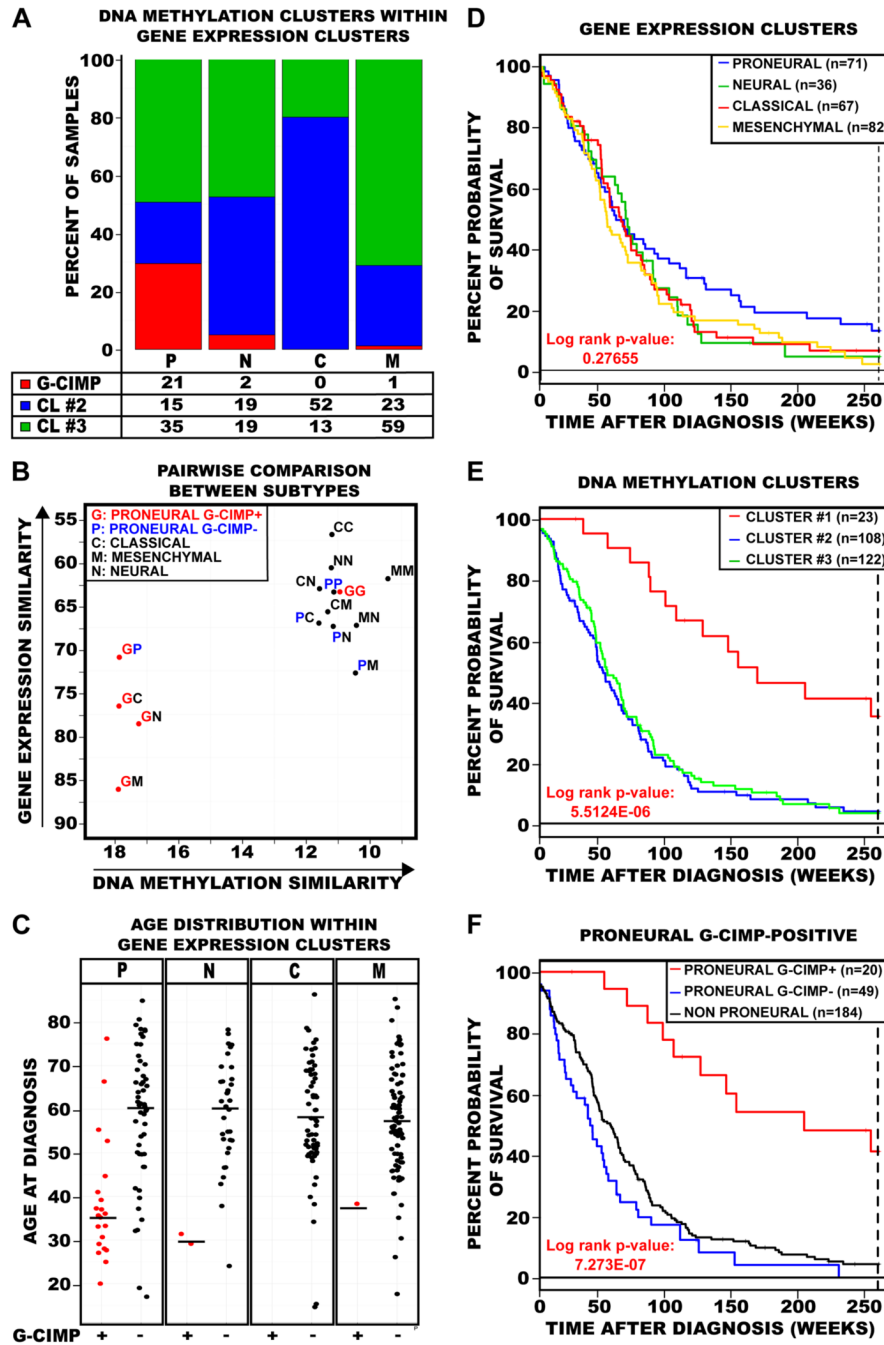 A
DNA METHYLATION CLUSTERS WITHIN
GENE EXPRESSION CLUSTERS
PERCENT OF SAMPLES
100
80
60
40
20
0
P N C M
G-CIMP 21 2 0 1
CL #2 15 19 52 23
CL #3 35 19 13 59
B
PAIRWISE COMPARISON
BETWEEN SUBTYPES
G: PRONEURAL G-CIMP+
P: PRONEURAL G-CIMP-
C: CLASSICAL
M: MESENCHYMAL
N: NEURAL
GENE EXPRESSION SIMILARITY
55
60
65
70
75
80
85
90
CC
NN
MM
CN PP
GG
CM
PC MN
PN
PM
GP
GC
GN
GM
18 16 14 12 10
DNA METHYLATION SIMILARITY
C
AGE DISTRIBUTION WITHIN
GENE EXPRESSION CLUSTERS
P N C M
AGE AT DIAGNOSIS
80
70
60
50
40
30
20
G-CIMP + - + - + - + -
D
GENE EXPRESSION CLUSTERS
PERCENT PROBABILITY
OF SURVIVAL
100
80
60
40
20
0
PRONEURAL (n=71)
NEURAL (n=36)
CLASSICAL (n=67)
MESENCHYMAL (n=82
Log rank p-value:
0.27655
0 50 100 150 200 250
TIME AFTER DIAGNOSIS (WEEKS)
E
DNA METHYLATION CLUSTERS
PERCENT PROBABILITY
OF SURVIVAL
100
80
60
40
20
0
CLUSTER #1 (n=23)
CLUSTER #2 (n=108)
CLUSTER #3 (n=122)
Log rank p-value:
5.5124E-06
0 50 100 150 200 250
TIME AFTER DIAGNOSIS (WEEKS)
F
PRONEURAL G-CIMP-POSITIVE
PERCENT PROBABILITY
OF SURVIVAL
100
80
60
40
20
0
PRONEURAL G-CIMP+ (n=20)
PRONEURAL G-CIMP- (n=49)
NON PRONEURAL (n=184)
Log rank p-value:
7.273E-07
0 50 100 150 200 250
TIME AFTER DIAGNOSIS (WEEKS)